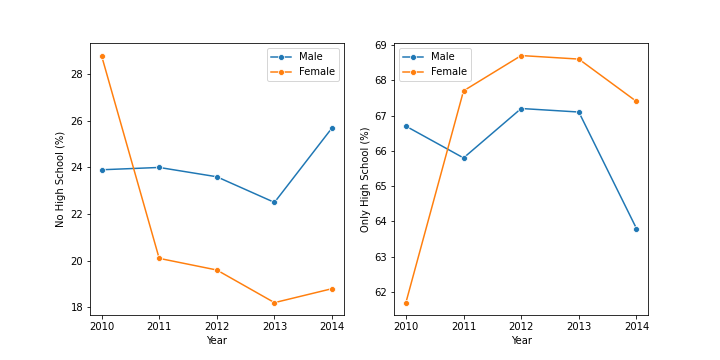 Male
Female
No High School (%)
28
26
24
22
20
18
2010 2011 2012 2013 2014
Year
Male
Female
Only High School (%)
69
68
67
66
65
64
63
62
2010 2011 2012 2013 2014
Year